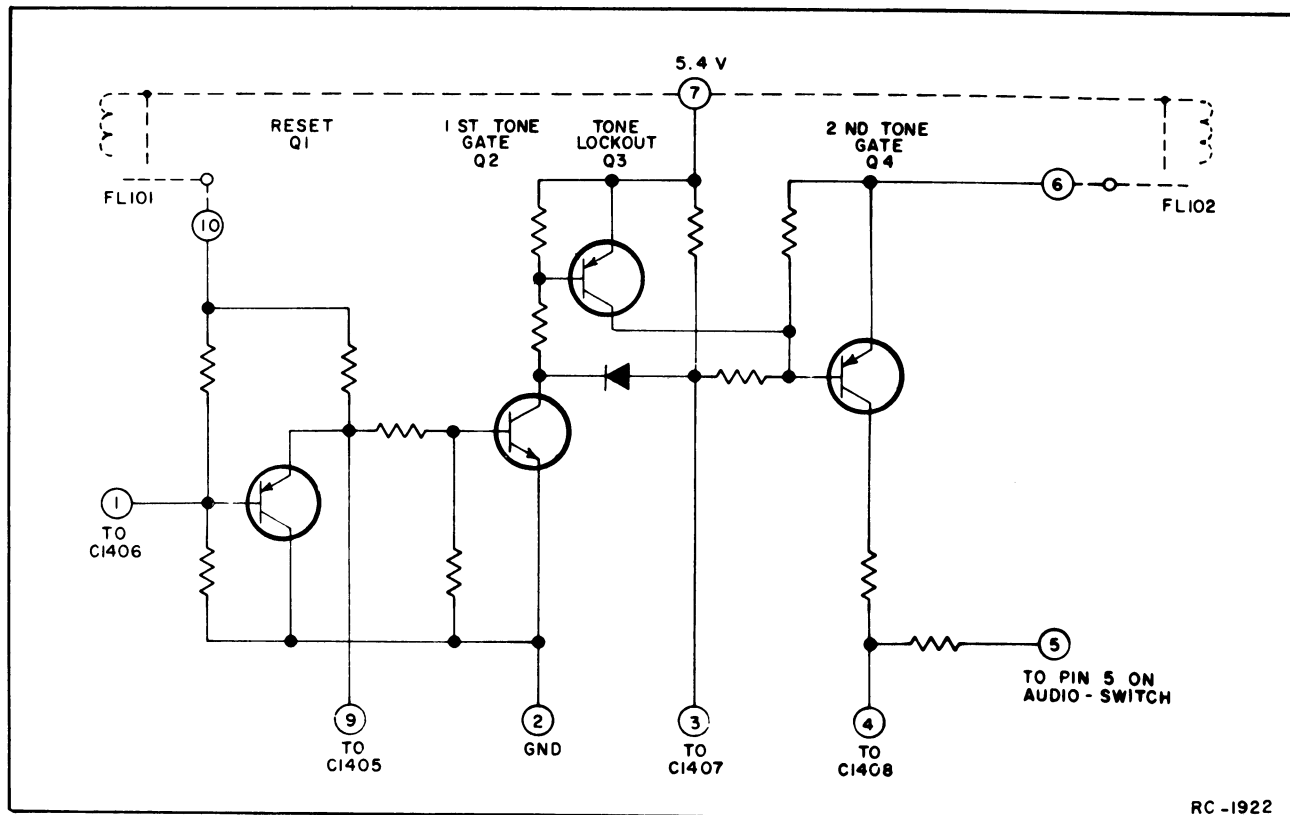 5.4 V
7
RESET
Q1
1 ST TONE
GATE
Q2
TONE
LOCKOUT
Q3
2 ND TONE
GATE
Q4
FL101
10
6
FL102
1
TO
C1406
5
TO PIN 5 ON
AUDIO - SWITCH
9
TO
C1405
2
GND
3
TO
C1407
4
TO
C1408
RC -1922